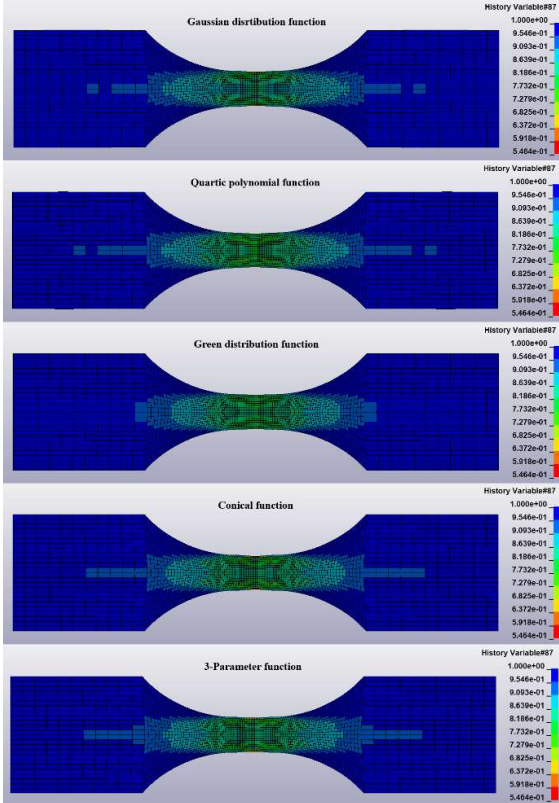 History Variable#87
Gaussian disrtibution function
1.000e+00
9.546e-01
9.093e-01
8.639e-01
8.186e-01
7.732e-01
7.279e-01
6.825e-01
6.372e-01
5.918e-01
5.464e-01
History Variable#87
Quartic polynomial function
1.000e+00
9.546e-01
9.093e-01
8.639e-01
8.186e-01
7.732e-01
7.279e-01
6.825e-01
6.372e-01
5.918e-01
5.464e-01
History Variable#87
Green distribution function
1.000e+00
9.546e-01
9.093e-01
8.639e-01
8.186e-01
7.732e-01
7.279e-01
6.825e-01
6.372e-01
5.918e-01
5.464e-01
History Variable#87
Conical function
1.000e+00
9.546e-01
9.093e-01
8.639e-01
8.186e-01
7.732e-01
7.279e-01
6.825e-01
6.372e-01
5.918e-01
5.464e-01
History Variable#87
3-Parameter function
1.000e+00
9.546e-01
9.093e-01
8.639e-01
8.186e-01
7.732e-01
7.279e-01
6.825e-01
6.372e-01
5.918e-01
5.464e-01